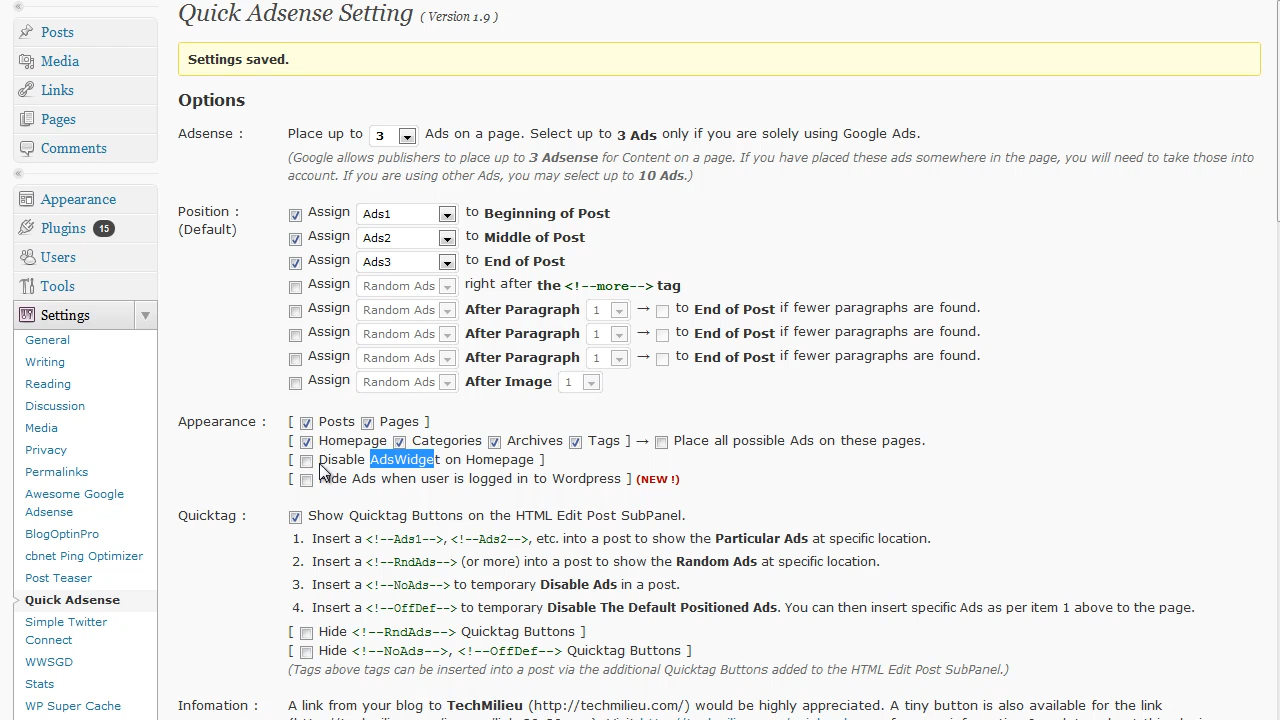 Quick Adsense Setting ( Version 1.9 )
Posts
Media
Links
Pages
Comments
Appearance
Plugins 15
Users
Tools
Settings
General
Writing
Reading
Discussion
Media
Privacy
Permalinks
Awesome Google
Adsense
BlogOptinPro
cbnet Ping Optimizer
Post Teaser
Quick Adsense
Simple Twitter
Connect
WWSGD
Stats
WP Super Cache
Settings saved.
Options
Adsense : Place up to 3 Ads on a page. Select up to 3 Ads only if you are solely using Google Ads.
(Google allows publishers to place up to 3 Adsense for Content on a page. If you have placed these ads somewhere in the page, you will need to take those into
account. If you are using other Ads, you may select up to 10 Ads.)
Position : Assign Ads1 to Beginning of Post
(Default)
Assign Ads2 to Middle of Post
Assign Ads3 to End of Post
Assign Random Ads right after the <!--more--> tag
Assign Random Ads After Paragraph 1 → to End of Post if fewer paragraphs are found.
Assign Random Ads After Paragraph 1 → to End of Post if fewer paragraphs are found.
Assign Random Ads After Paragraph 1 → to End of Post if fewer paragraphs are found.
Assign Random Ads After Image 1
Appearance : [ Posts Pages ]
[ Homepage Categories Archives Tags ] → Place all possible Ads on these pages.
[ Disable AdsWidget on Homepage ]
[ Hide Ads when user is logged in to Wordpress ] (NEW !)
Quicktag : Show Quicktag Buttons on the HTML Edit Post SubPanel.
1. Insert a <!--Ads1-->, <!--Ads2-->, etc. into a post to show the Particular Ads at specific location.
2. Insert a <!--RndAds--> (or more) into a post to show the Random Ads at specific location.
3. Insert a <!--NoAds--> to temporary Disable Ads in a post.
4. Insert a <!--OffDef--> to temporary Disable The Default Positioned Ads. You can then insert specific Ads as per item 1 above to the page.
[ Hide <!--RndAds--> Quicktag Buttons ]
[ Hide <!--NoAds-->, <!--OffDef--> Quicktag Buttons ]
(Tags above tags can be inserted into a post via the additional Quicktag Buttons added to the HTML Edit Post SubPanel.)
Infomation : A link from your blog to TechMilieu (http://techmilieu.com/) would be highly appreciated. A tiny button is also available for the link